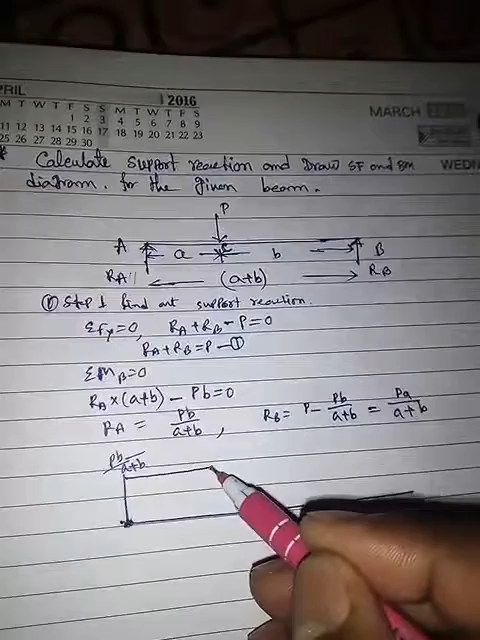 PRIL 2016
M T W T F S S M T W T F S S
1 2 3 4 5 6 7 8 9
11 12 13 14 15 16 17 18 19 20 21 22 23
25 26 27 28 29 30
MARCH
* Calculate support reaction and Draw SF and BM WEDN
diagram. for the given beam.
P
A a c b B
RA (a+b) RB
① Step 1 find out support reaction.
ΣFy=0, RA+RB-P=0
RA+RB=P-①
ΣMB=0
RA×(a+b) - Pb=0
RA = Pb/a+b, RB= P- Pb/a+b = Pa/a+b
Pb/a+b